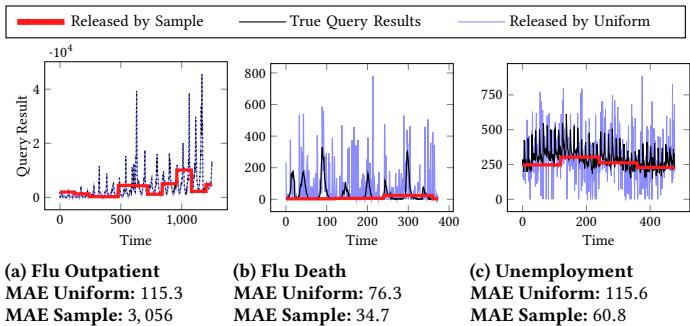 Released by Sample True Query Results Released by Uniform
·10⁴
Query Result
4
2
0
0 500 1,000
Time
800
600
400
200
0
0 100 200 300 400
Time
750
500
250
0
0 200 400
Time
(a) Flu Outpatient
MAE Uniform: 115.3
MAE Sample: 3,056
(b) Flu Death
MAE Uniform: 76.3
MAE Sample: 34.7
(c) Unemployment
MAE Uniform: 115.6
MAE Sample: 60.8